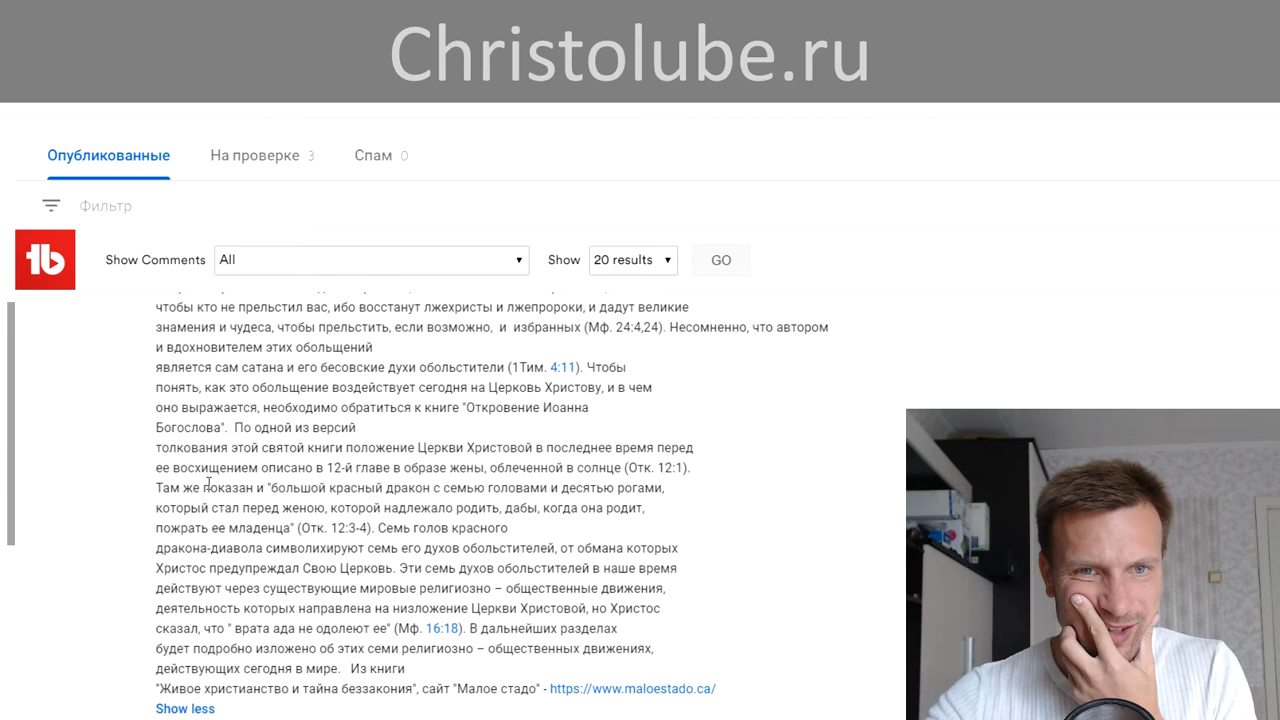 Christolube.ru
Опубликованные На проверке 3 Спам 0
Фильтр
tb Show Comments All Show 20 results GO
чтобы кто не прельстил вас, ибо восстанут лжехристы и лжепророки, и дадут великие
знамения и чудеса, чтобы прельстить, если возможно, и избранных (Мф. 24:4,24). Несомненно, что автором
и вдохновителем этих обольщений
является сам сатана и его бесовские духи обольстители (1Тим. 4:11). Чтобы
понять, как это обольщение воздействует сегодня на Церковь Христову, и в чем
оно выражается, необходимо обратиться к книге "Откровение Иоанна
Богослова". По одной из версий
толкования этой святой книги положение Церкви Христовой в последнее время перед
ее восхищением описано в 12-й главе в образе жены, облеченной в солнце (Отк. 12:1).
Там же показан и "большой красный дракон с семью головами и десятью рогами,
который стал перед женою, которой надлежало родить, дабы, когда она родит,
пожрать ее младенца" (Отк. 12:3-4). Семь голов красного
дракона-диавола символихируют семь его духов обольстителей, от обмана которых
Христос предупреждал Свою Церковь. Эти семь духов обольстителей в наше время
действуют через существующие мировые религиозно – общественные движения,
деятельность которых направлена на низложение Церкви Христовой, но Христос
сказал, что " врата ада не одолеют ее" (Мф. 16:18). В дальнейших разделах
будет подробно изложено об этих семи религиозно – общественных движениях,
действующих сегодня в мире. Из книги
"Живое христианство и тайна беззакония", сайт "Малое стадо" - https://www.maloestado.ca/
Show less